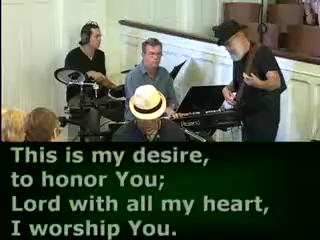 This is my desire,
to honor You;
Lord with all my heart,
I worship You.